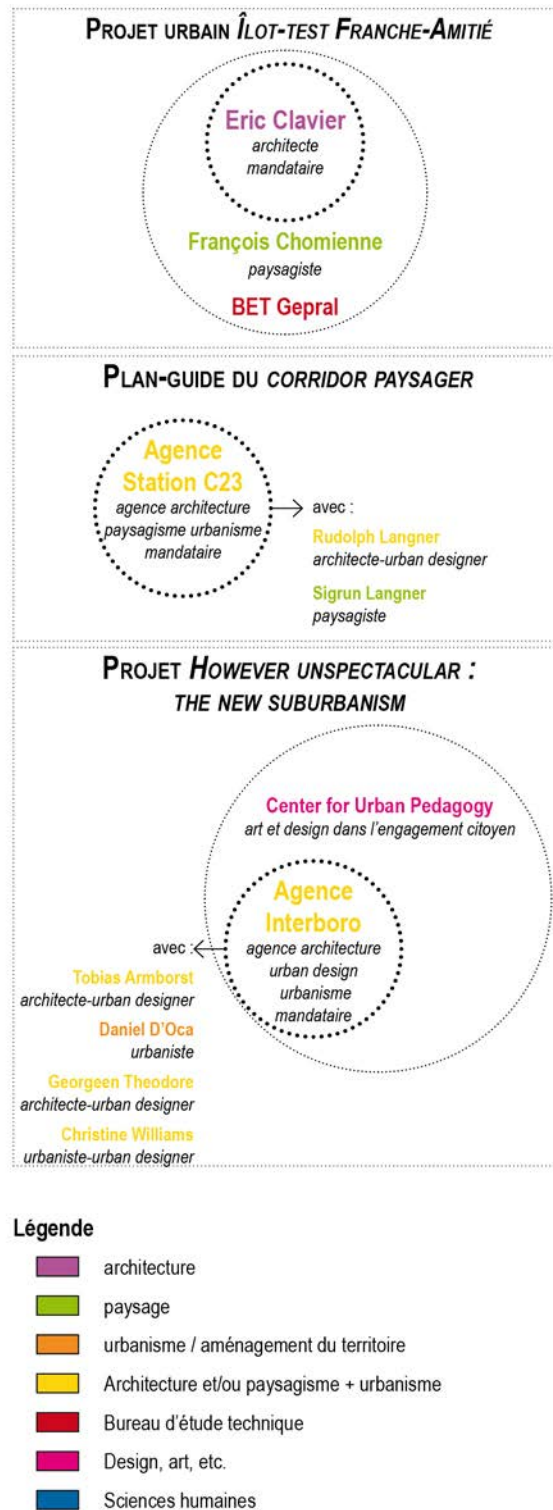 PROJET URBAIN ÎLOT-TEST FRANCHE-AMITIÉ
Eric Clavier
architecte
mandataire
François Chomienne
paysagiste
BET Gepral
PLAN-GUIDE DU CORRIDOR PAYSAGER
Agence
Station C23
agence architecture
paysagisme urbanisme
mandataire
avec :
Rudolph Langner
architecte-urban designer
Sigrun Langner
paysagiste
PROJET HOWEVER UNSPECTACULAR :
THE NEW SUBURBANISM
Center for Urban Pedagogy
art et design dans l'engagement citoyen
Agence
Interboro
agence architecture
urban design
urbanisme
mandataire
avec :
Tobias Armborst
architecte-urban designer
Daniel D'Oca
urbaniste
Georgeen Theodore
architecte-urban designer
Christine Williams
urbaniste-urban designer
Légende
architecture
paysage
urbanisme / aménagement du territoire
Architecture et/ou paysagisme + urbanisme
Bureau d'étude technique
Design, art, etc.
Sciences humaines